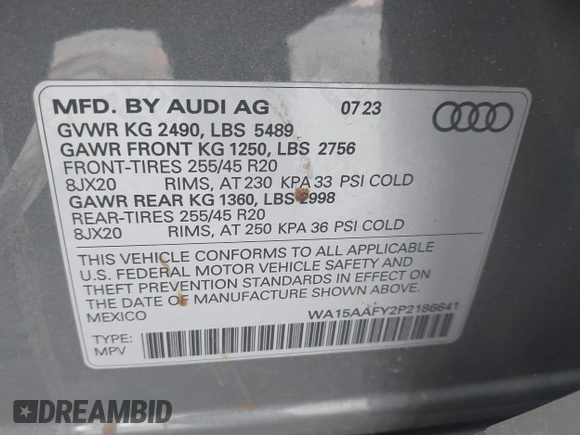 MFD. BY AUDI AG 07 23
GVWR KG 2490, LBS 5489
GAWR FRONT KG 1250, LBS 2756
FRONT-TIRES 255/45 R20
8JX20 RIMS, AT 230 KPA 33 PSI COLD
GAWR REAR KG 1360, LBS 2998
REAR-TIRES 255/45 R20
8JX20 RIMS, AT 250 KPA 36 PSI COLD
THIS VEHICLE CONFORMS TO ALL APPLICABLE
U.S. FEDERAL MOTOR VEHICLE SAFETY AND
THEFT PREVENTION STANDARDS IN EFFECT ON
THE DATE OF MANUFACTURE SHOWN ABOVE.
MEXICO WA15AAFY2P2186641
TYPE:
MPV
DREAMBID